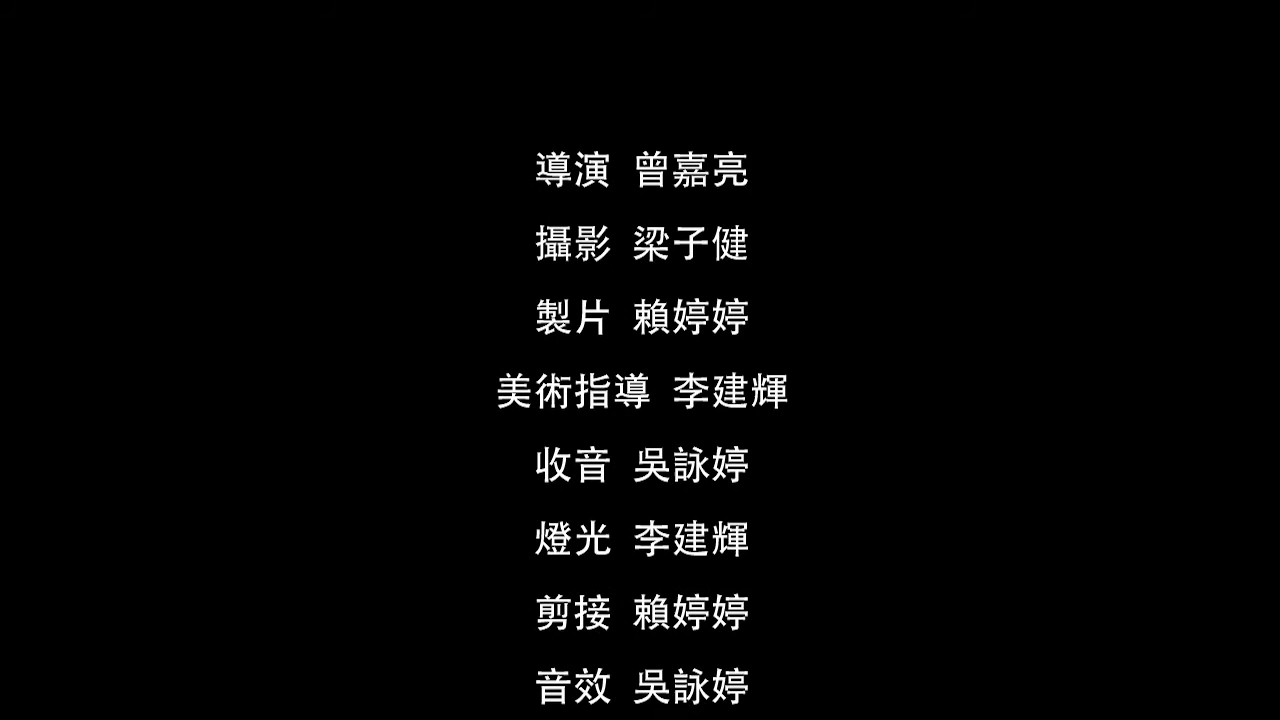 導演 曾嘉亮
攝影 梁子健
製片 賴婷婷
美術指導 李建輝
收音 吳詠婷
燈光 李建輝
剪接 賴婷婷
音效 吳詠婷